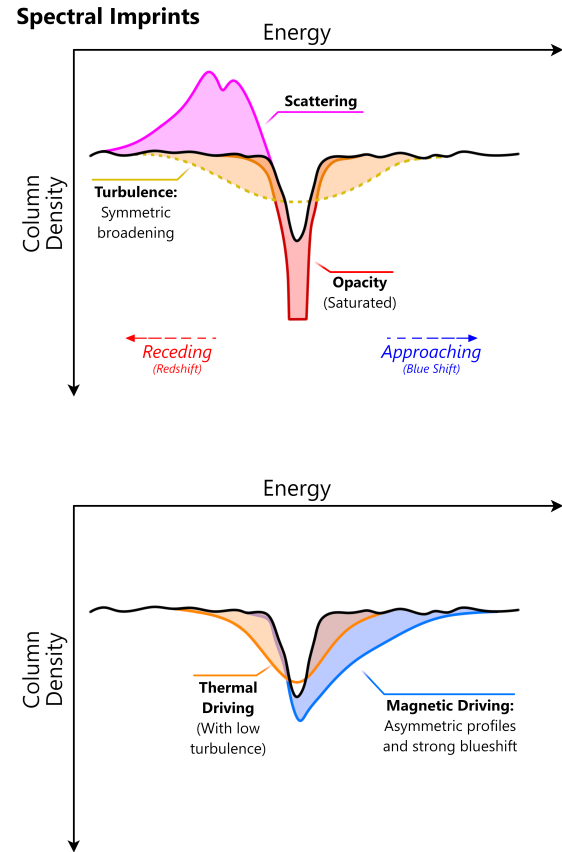 Spectral Imprints
Energy
Scattering
Column
Density
Turbulence:
Symmetric
broadening
Opacity
(Saturated)
Receding
(Redshift)
Approaching
(Blue Shift)
Energy
Column
Density
Thermal
Driving
(With low
turbulence)
Magnetic Driving:
Asymmetric profiles
and strong blueshift